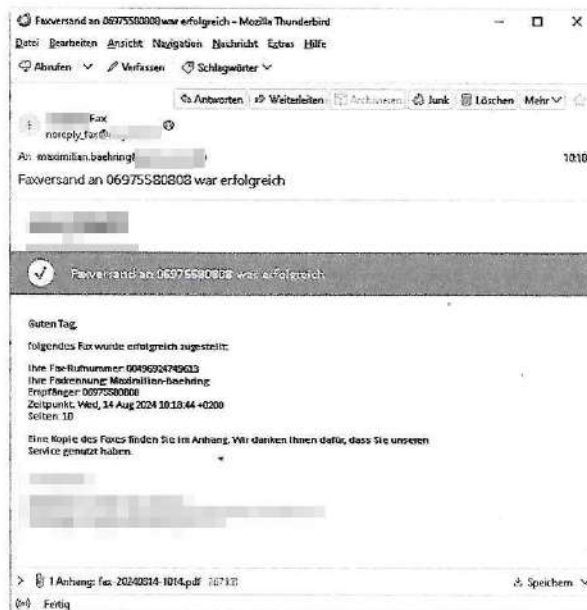 Faxversand an 06975580808 war erfolgreich – Mozilla Thunderbird
Datei Bearbeiten Ansicht Navigation Nachricht Extras Hilfe
Abrufen Verfassen Schlagwörter
Antworten Weiterleiten Archivieren Junk Löschen Mehr
Fax
noreply_fax@
An maximilian.baehring
Faxversand an 06975580808 war erfolgreich
Faxversand an 06975580808 war erfolgreich
Guten Tag,
folgendes Fax wurde erfolgreich zugestellt:
Ihre Fax-Rufnummer: 00496924749613
Ihre Faxkennung: Maximilian-Baehring
Empfänger: 06975580808
Zeitpunkt: Wed, 14 Aug 2024 10:18:44 +0200
Seiten: 10
Eine Kopie des Faxes finden Sie im Anhang. Wir danken Ihnen dafür, dass Sie unseren
Service genutzt haben.
1 Anhang: fax-20240814-1014.pdf Speichern
Fertig